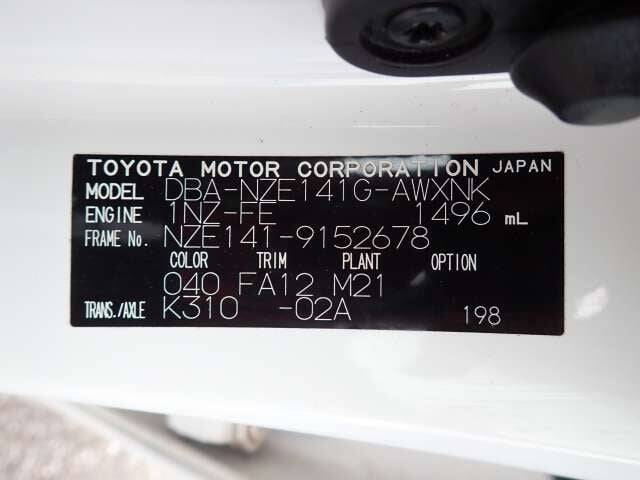 TOYOTA MOTOR CORPORATION JAPAN
MODEL DBA-NZE141G-AWXNK
ENGINE 1NZ-FE 1496 mL
FRAME No. NZE141-9152678
COLOR TRIM PLANT OPTION
040 FA12 M21
TRANS./AXLE K310 -02A 198